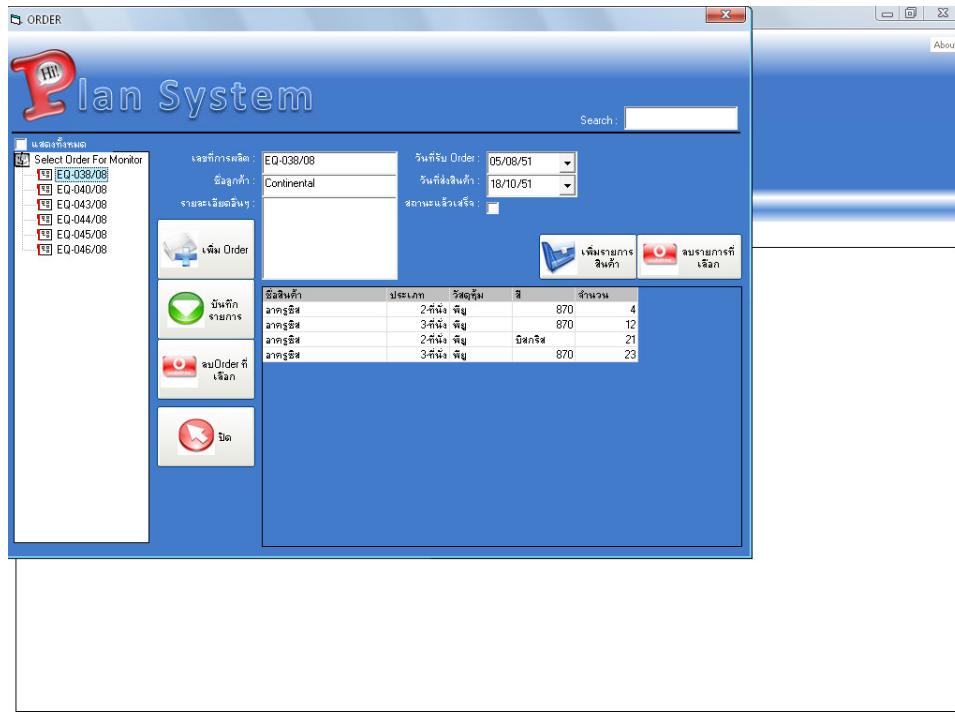 ORDER
Hi! Plan System
Abou
Search :
แสดงทั้งหมด
Select Order For Monitor
EQ-038/08
EQ-040/08
EQ-043/08
EQ-044/08
EQ-045/08
EQ-046/08
เลขที่การผลิต : EQ-038/08
ชื่อลูกค้า : Continental
รายละเอียดอื่นๆ :
วันที่รับ Order : 05/08/51
วันที่ส่งสินค้า : 18/10/51
สถานะแล้วเสร็จ :
เพิ่ม Order
บันทึก
รายการ
ลบOrder ที่
เลือก
ปิด
เพิ่มรายการ
สินค้า
ลบรายการที่
เลือก
ชื่อสินค้า ประเภท วัสดุหุ้ม สี จำนวน
อาครูซิส 2-ที่นั่ง พียู 870 4
อาครูซิส 3-ที่นั่ง พียู 870 12
อาครูซิส 2-ที่นั่ง พียู บิสกริส 21
อาครูซิส 3-ที่นั่ง พียู 870 23